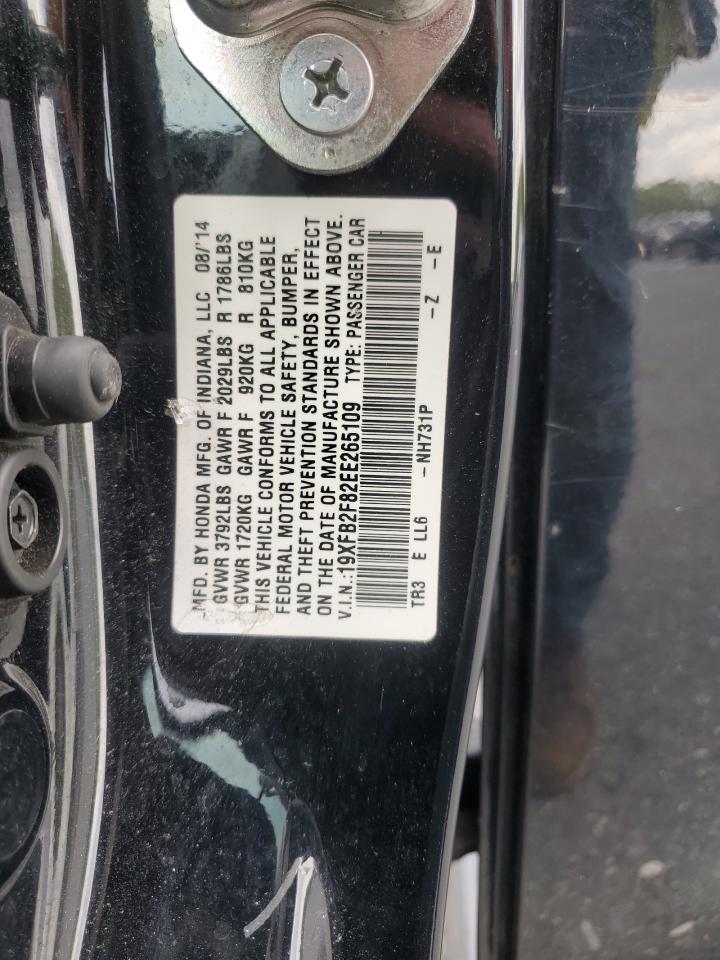 MFD. BY HONDA MFG. OF INDIANA, LLC 08/'14
GVWR 3792LBS GAWR F 2029LBS R 1786LBS
GVWR 1720KG GAWR F 920KG R 810KG
THIS VEHICLE CONFORMS TO ALL APPLICABLE
FEDERAL MOTOR VEHICLE SAFETY, BUMPER,
AND THEFT PREVENTION STANDARDS IN EFFECT
ON THE DATE OF MANUFACTURE SHOWN ABOVE.
V.I.N.:19XFB2F82EE265109 TYPE: PASSENGER CAR
TR3 E LL6 -NH731P -Z -E